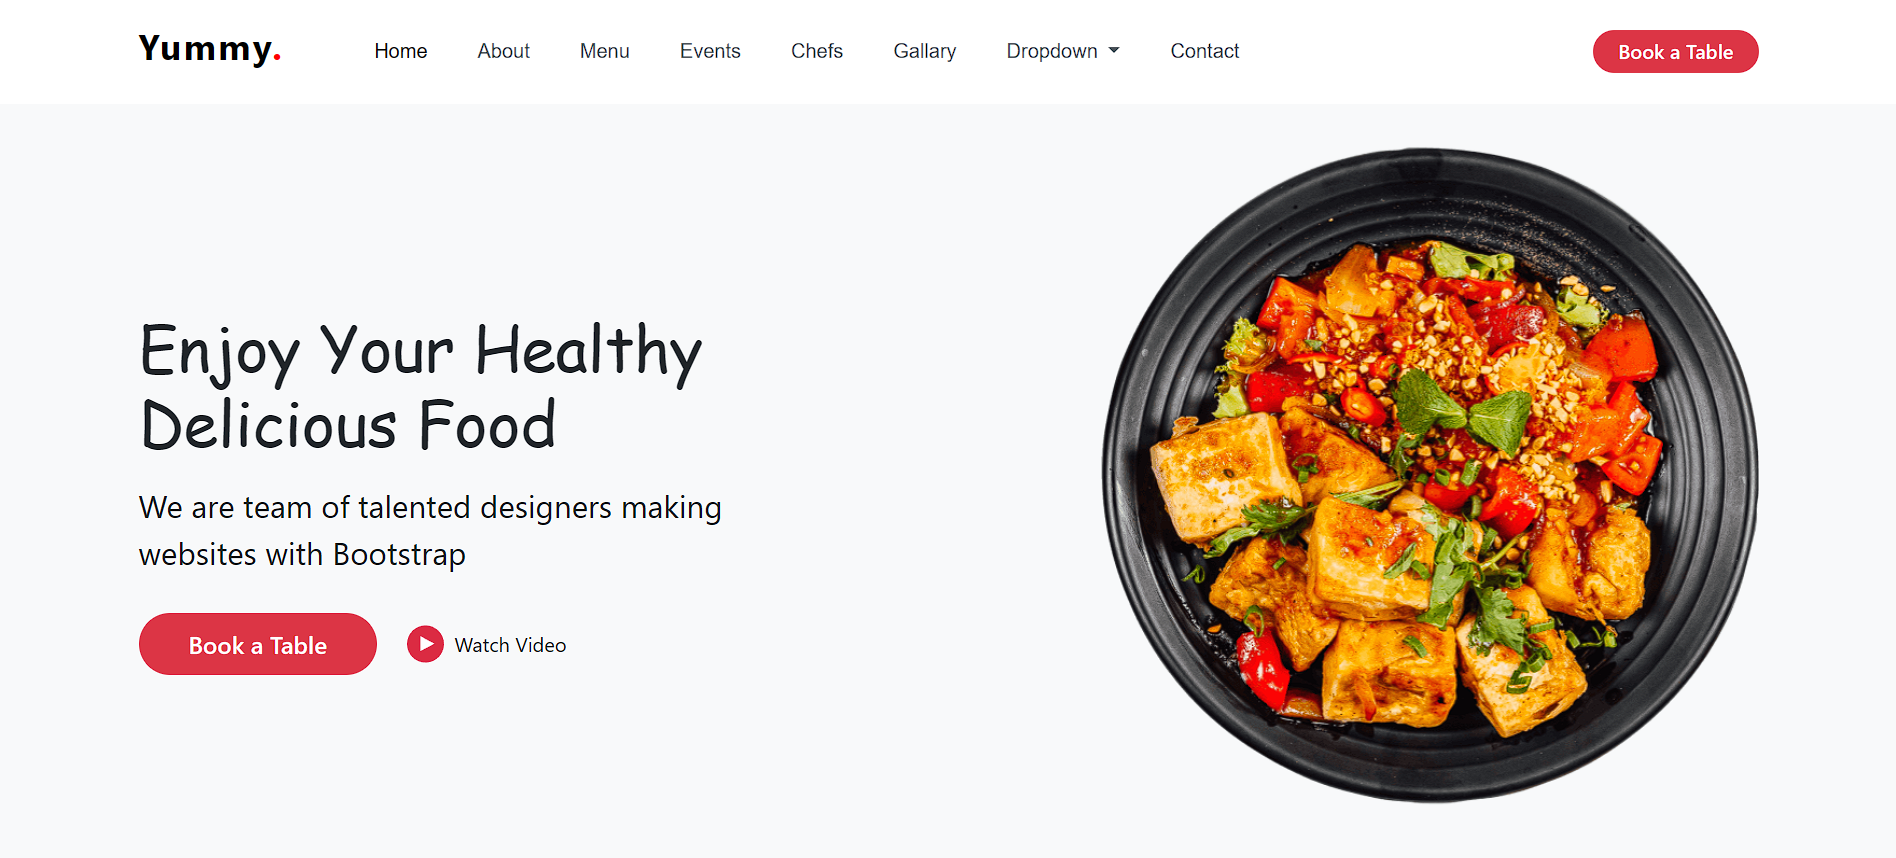 Yummy.
Home About Menu Events Chefs Gallary Dropdown Contact
Book a Table
Enjoy Your Healthy
Delicious Food
We are team of talented designers making
websites with Bootstrap
Book a Table
Watch Video